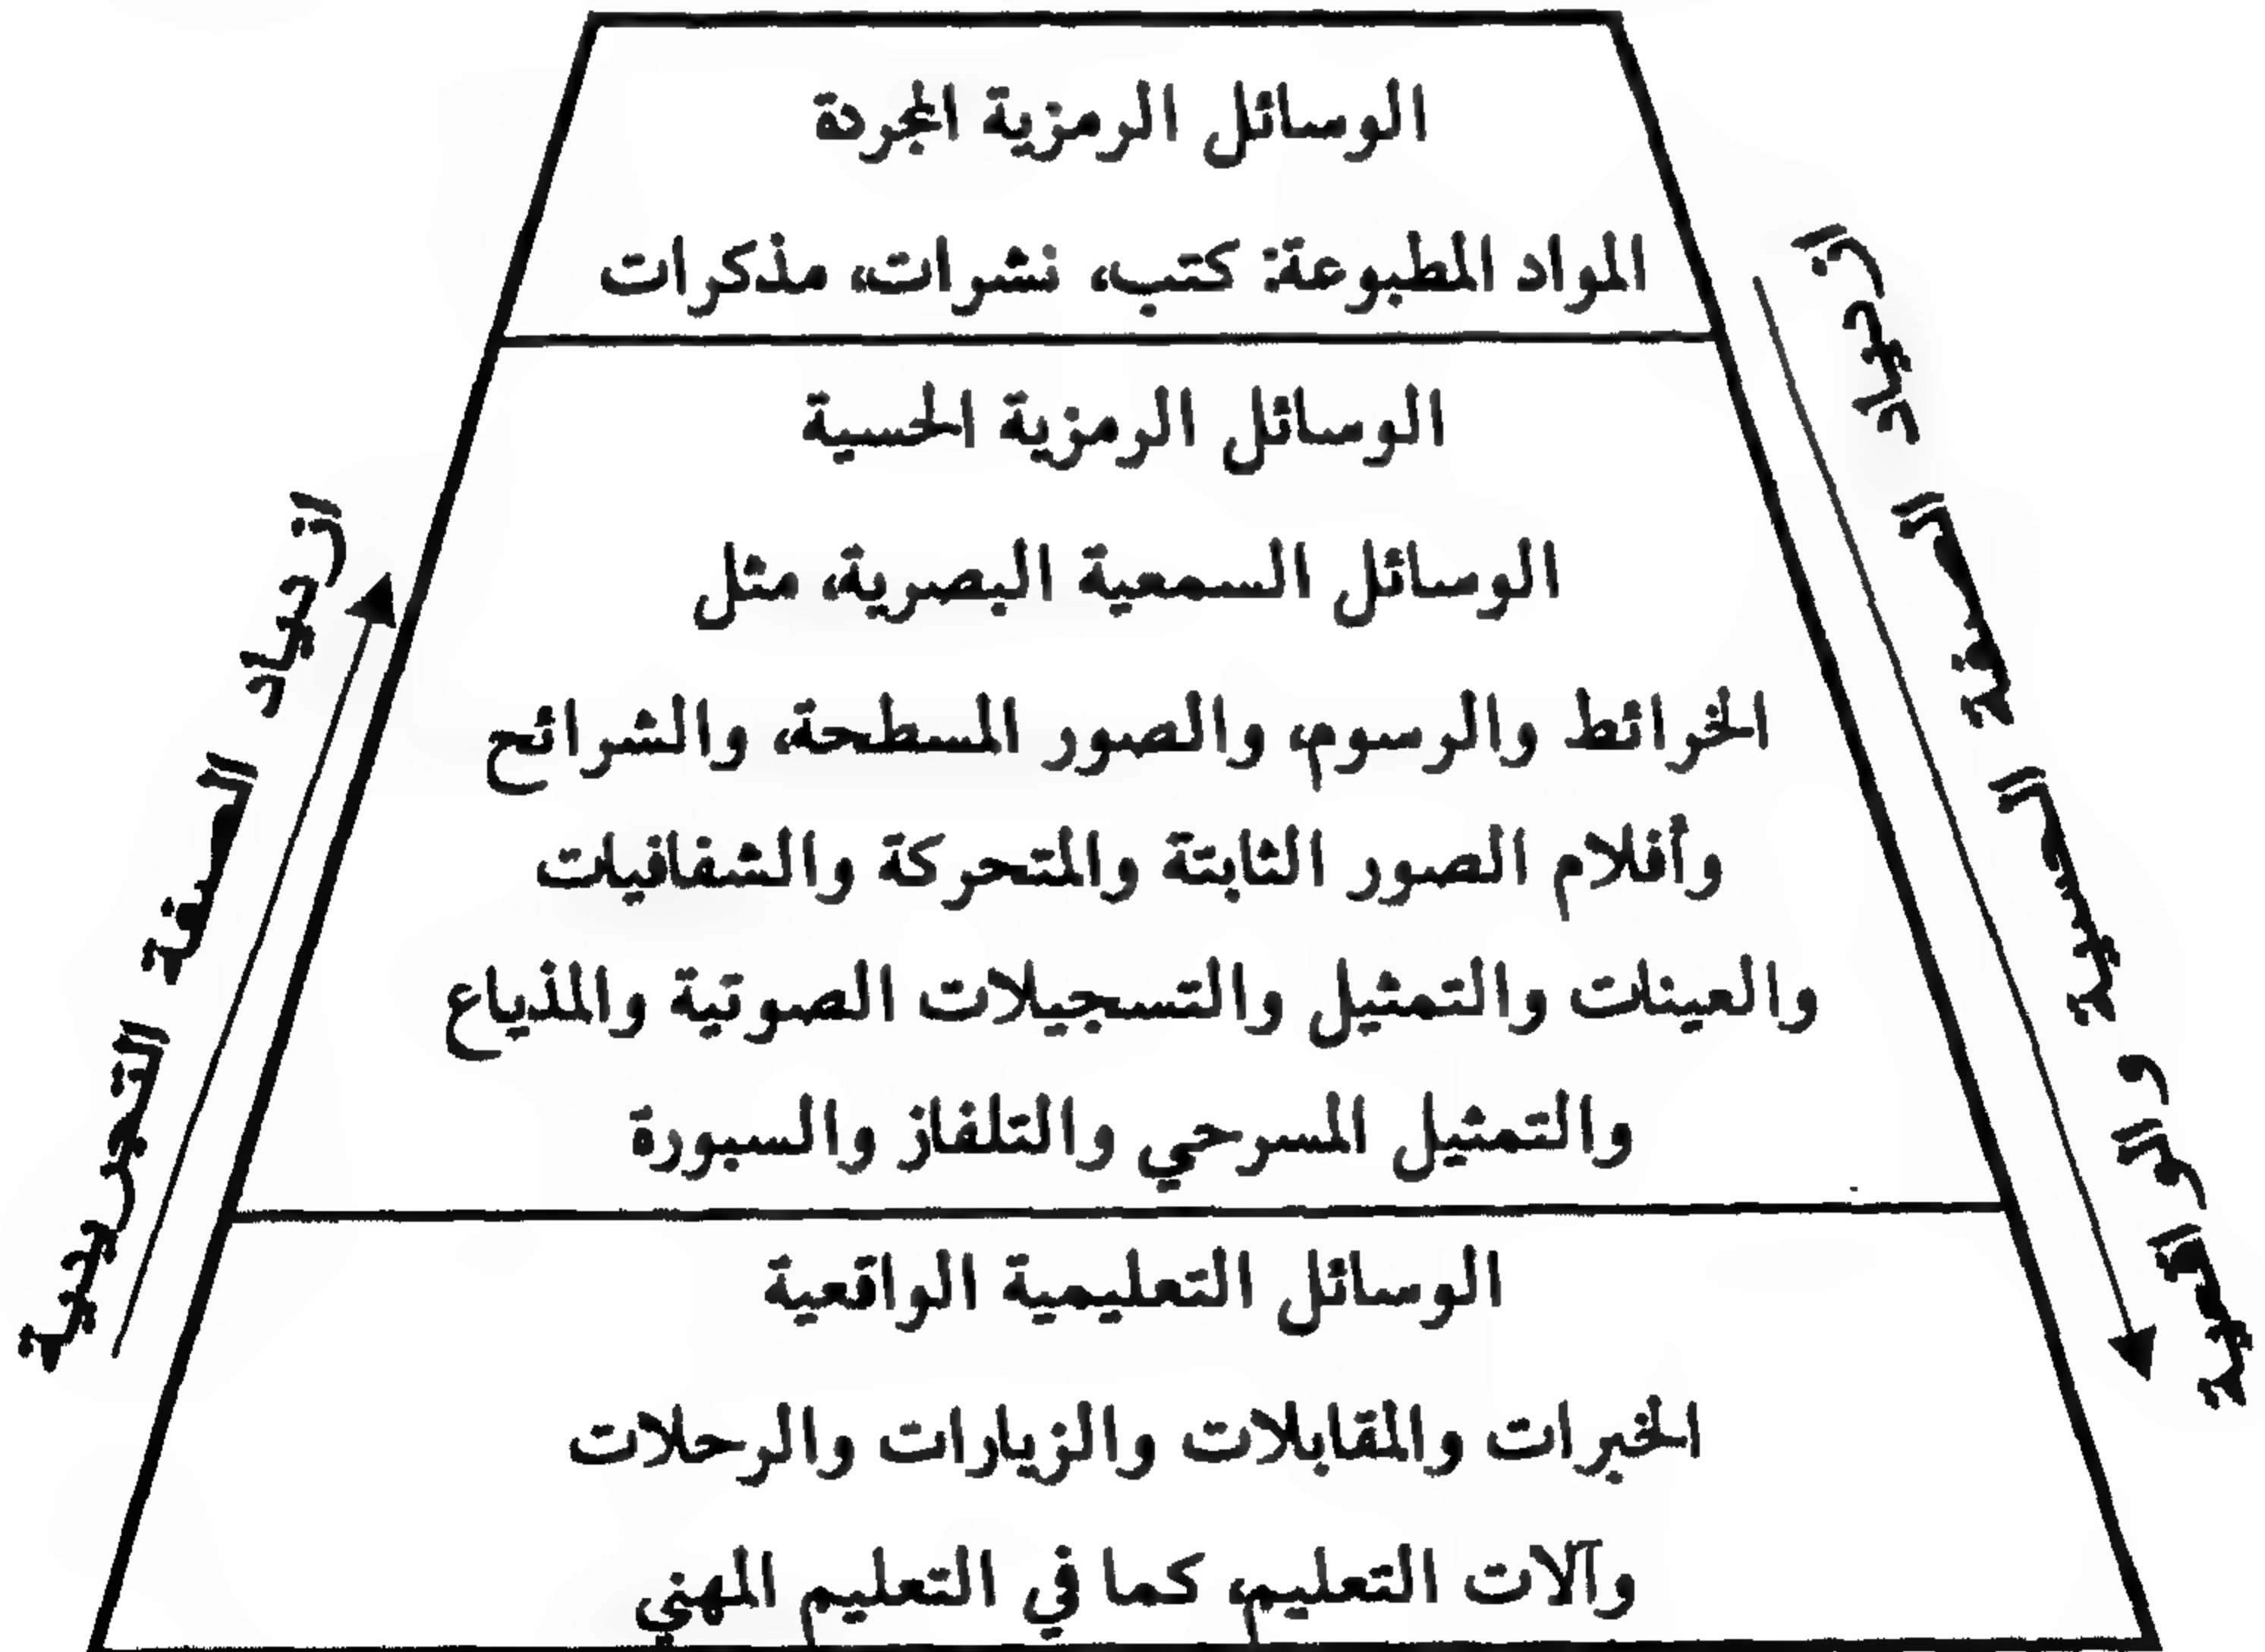 الوسائل الرمزية المجردة
المواد المطبوعة: كتب، نشرات، مذكرات
الوسائل الرمزية الحسية
الوسائل السمعية البصرية، مثل
الخرائط والرسوم، والصور المسطحة، والشرائح
وأفلام الصور الثابتة والمتحركة والشفافيات
والعينات والتمثيل والتسجيلات الصوتية والمذياع
والتمثيل المسرحي والتلفاز والسبورة
الوسائل التعليمية الواقعية
الخبرات والمقابلات والزيارات والرحلات
وآلات التعليم، كما في التعليم المهني
ازدياد الصفة التجريدية
ازدياد الصفة الحسية و الواقعية